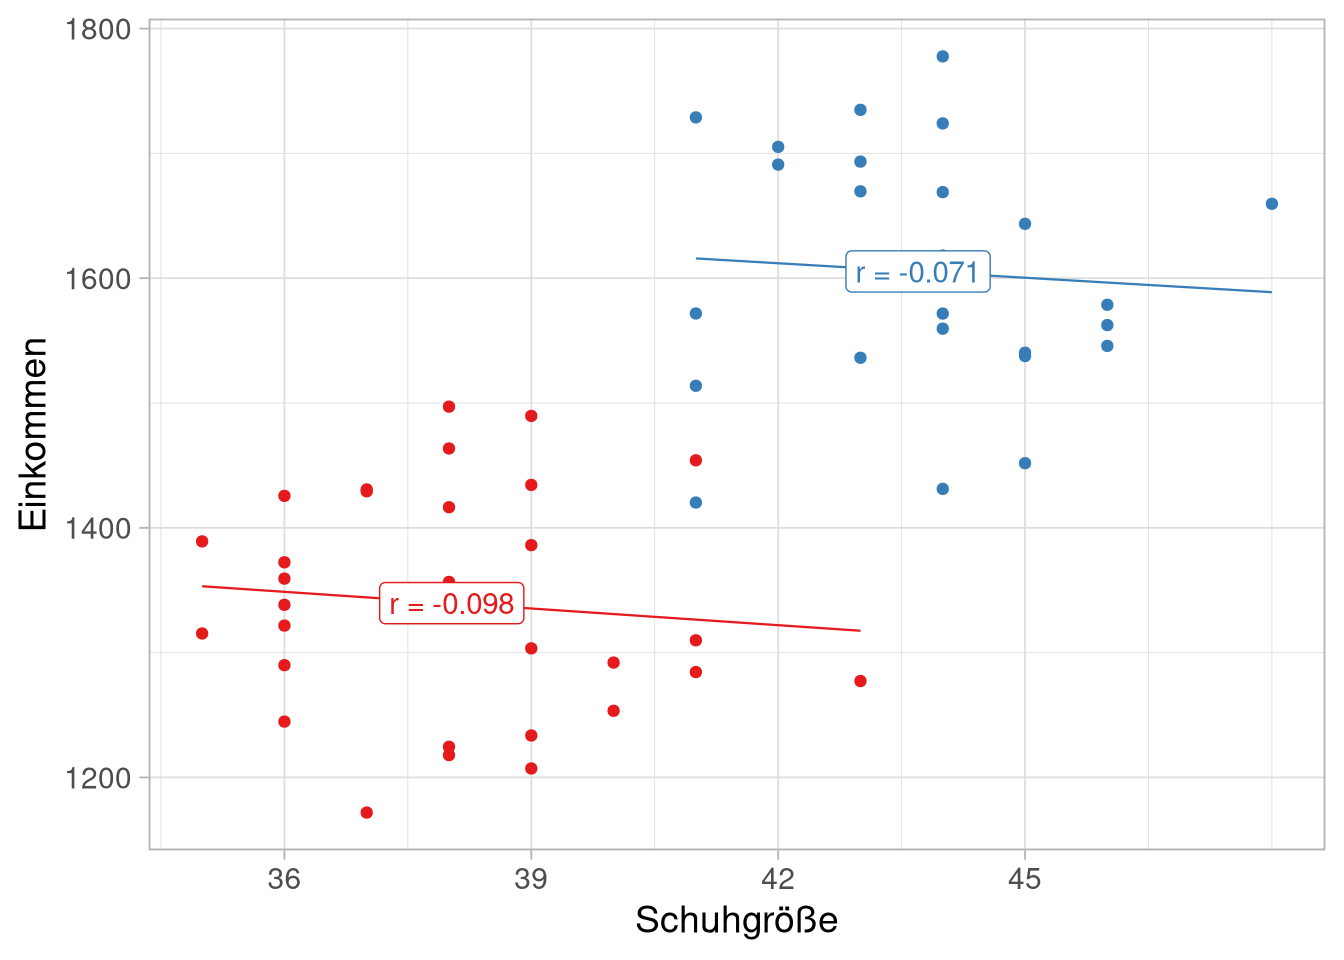 1800
1600
1400
1200
Einkommen
r = -0.071
r = -0.098
36 39 42 45
Schuhgröße